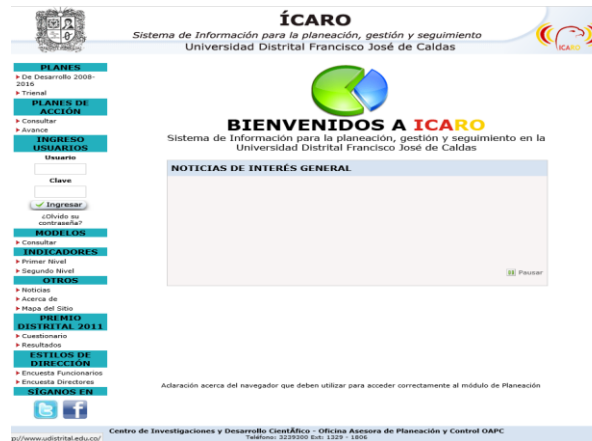 ÍCARO
Sistema de Información para la planeación, gestión y seguimiento
Universidad Distrital Francisco José de Caldas
ICARO
PLANES
De Desarrollo 2008-
2016
Trienal
PLANES DE
ACCIÓN
Consultar
Avance
INGRESO
USUARIOS
Usuario
Clave
Ingresar
¿Olvido su
contraseña?
MODELOS
Consultar
INDICADORES
Primer Nivel
Segundo Nivel
OTROS
Noticias
Acerca de
Mapa del Sitio
PREMIO
DISTRITAL 2011
Cuestionario
Resultados
ESTILOS DE
DIRECCIÓN
Encuesta Funcionarios
Encuesta Directores
SÍGANOS EN
BIENVENIDOS A ICARO
Sistema de Información para la planeación, gestión y seguimiento en la
Universidad Distrital Francisco José de Caldas
NOTICIAS DE INTERÉS GENERAL
Pausar
Aclaración acerca del navegador que deben utilizar para acceder correctamente al módulo de Planeación
Centro de Investigaciones y Desarrollo CientÃfico - Oficina Asesora de Planeación y Control OAPC
Teléfono: 3239300 Ext: 1329 - 1806
p://www.udistrital.edu.co/